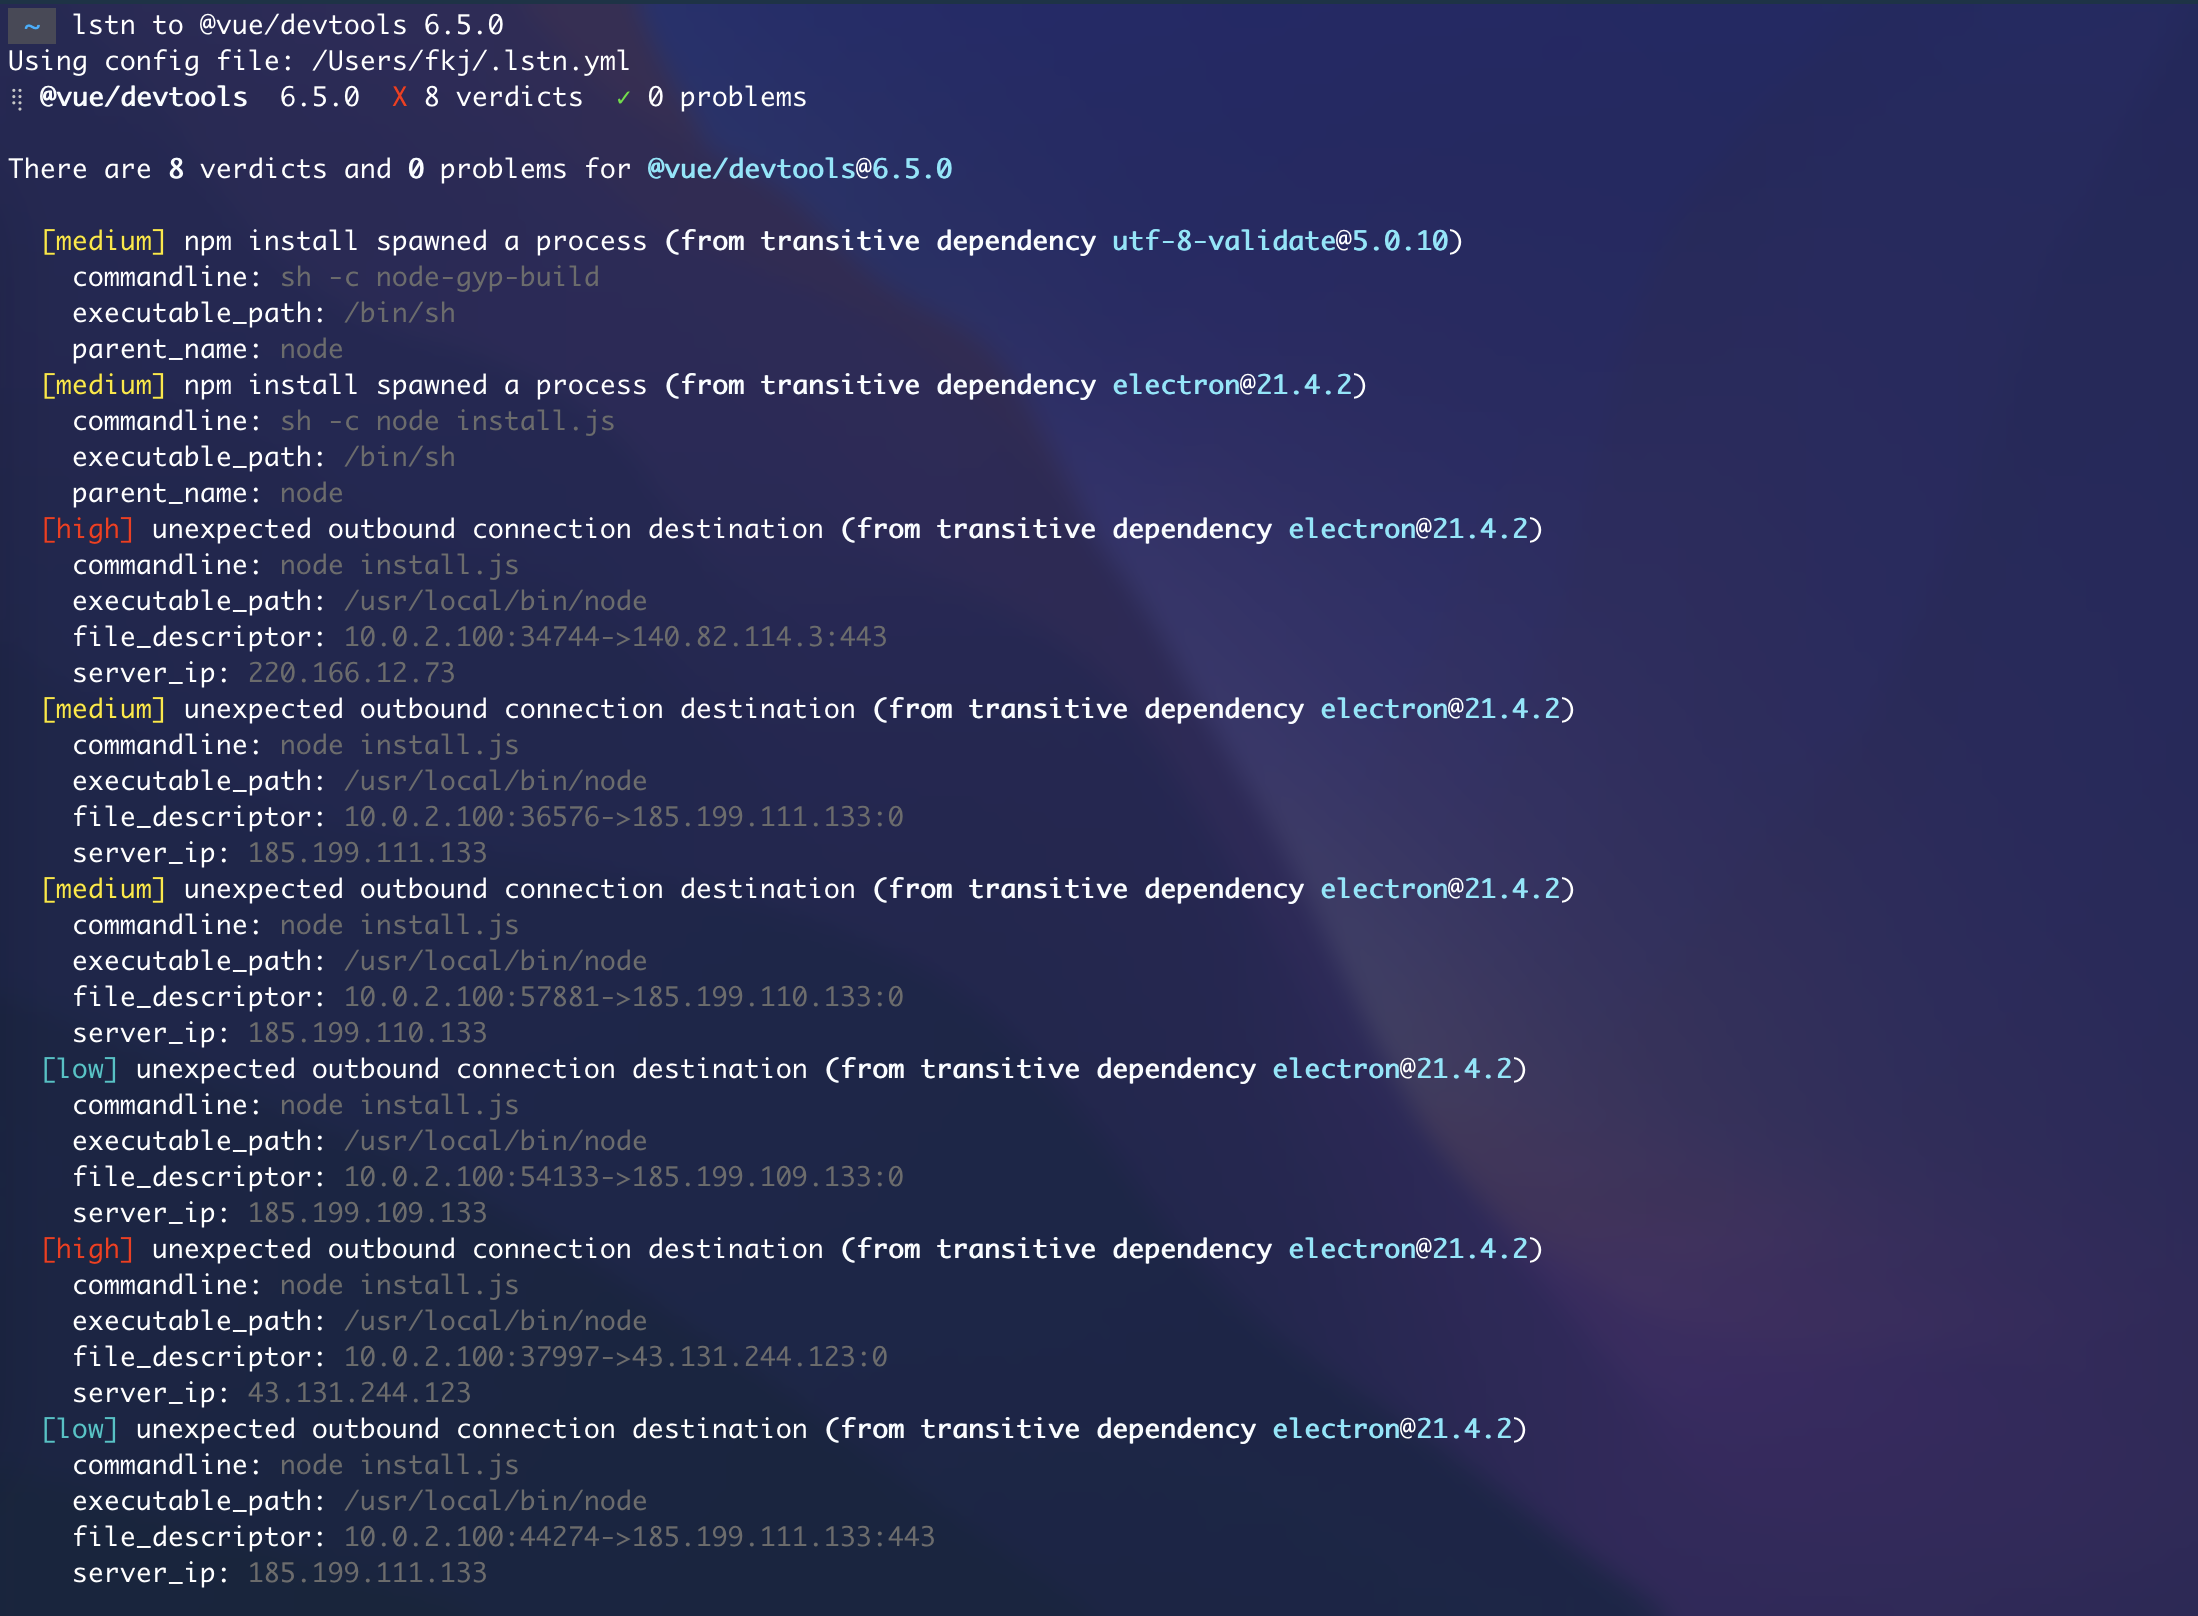 ~ lstn to @vue/devtools 6.5.0
Using config file: /Users/fkj/.lstn.yml
⣾ @vue/devtools  6.5.0  X 8 verdicts  ✓ 0 problems
There are 8 verdicts and 0 problems for @vue/devtools@6.5.0
[medium] npm install spawned a process (from transitive dependency utf-8-validate@5.0.10)
commandline: sh -c node-gyp-build
executable_path: /bin/sh
parent_name: node
[medium] npm install spawned a process (from transitive dependency electron@21.4.2)
commandline: sh -c node install.js
executable_path: /bin/sh
parent_name: node
[high] unexpected outbound connection destination (from transitive dependency electron@21.4.2)
commandline: node install.js
executable_path: /usr/local/bin/node
file_descriptor: 10.0.2.100:34744->140.82.114.3:443
server_ip: 220.166.12.73
[medium] unexpected outbound connection destination (from transitive dependency electron@21.4.2)
commandline: node install.js
executable_path: /usr/local/bin/node
file_descriptor: 10.0.2.100:36576->185.199.111.133:0
server_ip: 185.199.111.133
[medium] unexpected outbound connection destination (from transitive dependency electron@21.4.2)
commandline: node install.js
executable_path: /usr/local/bin/node
file_descriptor: 10.0.2.100:57881->185.199.110.133:0
server_ip: 185.199.110.133
[low] unexpected outbound connection destination (from transitive dependency electron@21.4.2)
commandline: node install.js
executable_path: /usr/local/bin/node
file_descriptor: 10.0.2.100:54133->185.199.109.133:0
server_ip: 185.199.109.133
[high] unexpected outbound connection destination (from transitive dependency electron@21.4.2)
commandline: node install.js
executable_path: /usr/local/bin/node
file_descriptor: 10.0.2.100:37997->43.131.244.123:0
server_ip: 43.131.244.123
[low] unexpected outbound connection destination (from transitive dependency electron@21.4.2)
commandline: node install.js
executable_path: /usr/local/bin/node
file_descriptor: 10.0.2.100:44274->185.199.111.133:443
server_ip: 185.199.111.133